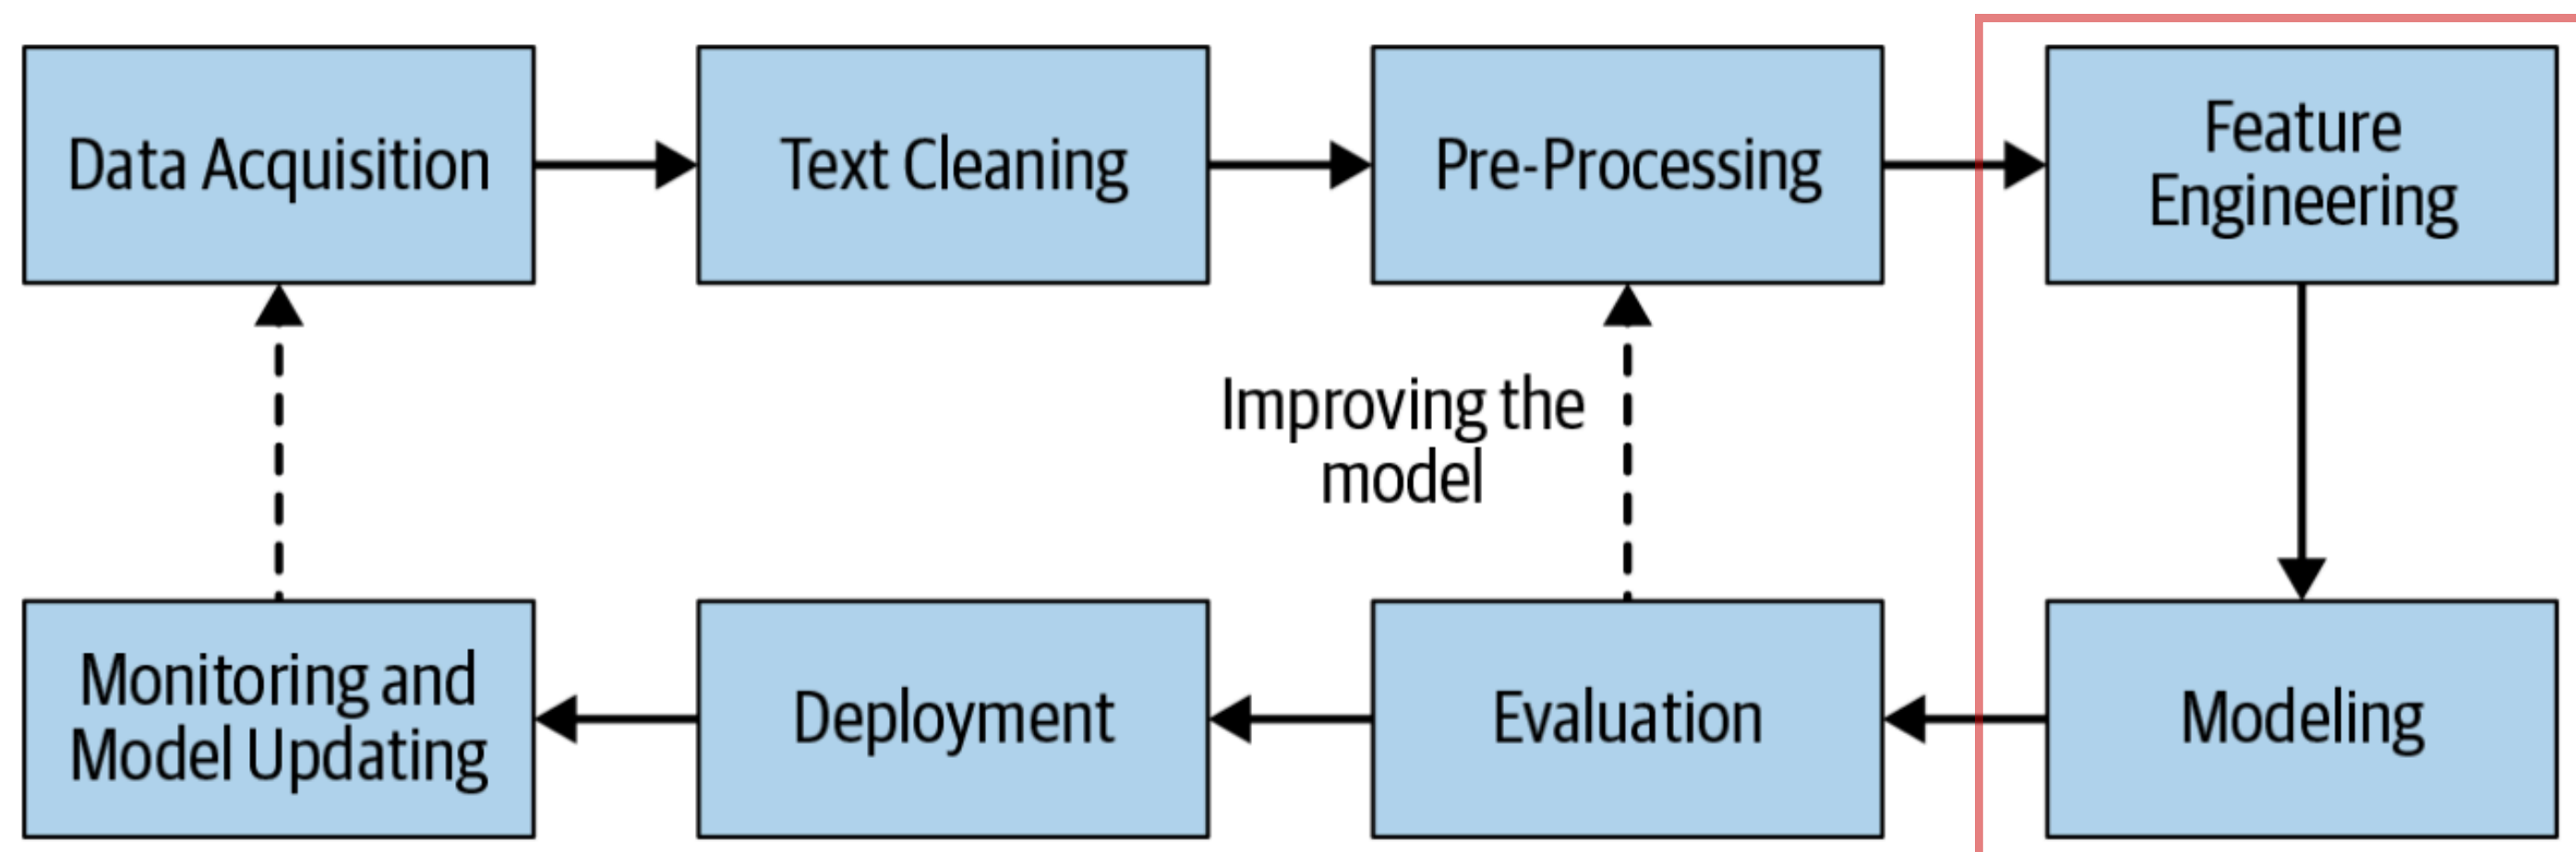 Data Acquisition
Text Cleaning
Pre-Processing
Feature
Engineering
Improving the
model
Monitoring and
Model Updating
Deployment
Evaluation
Modeling